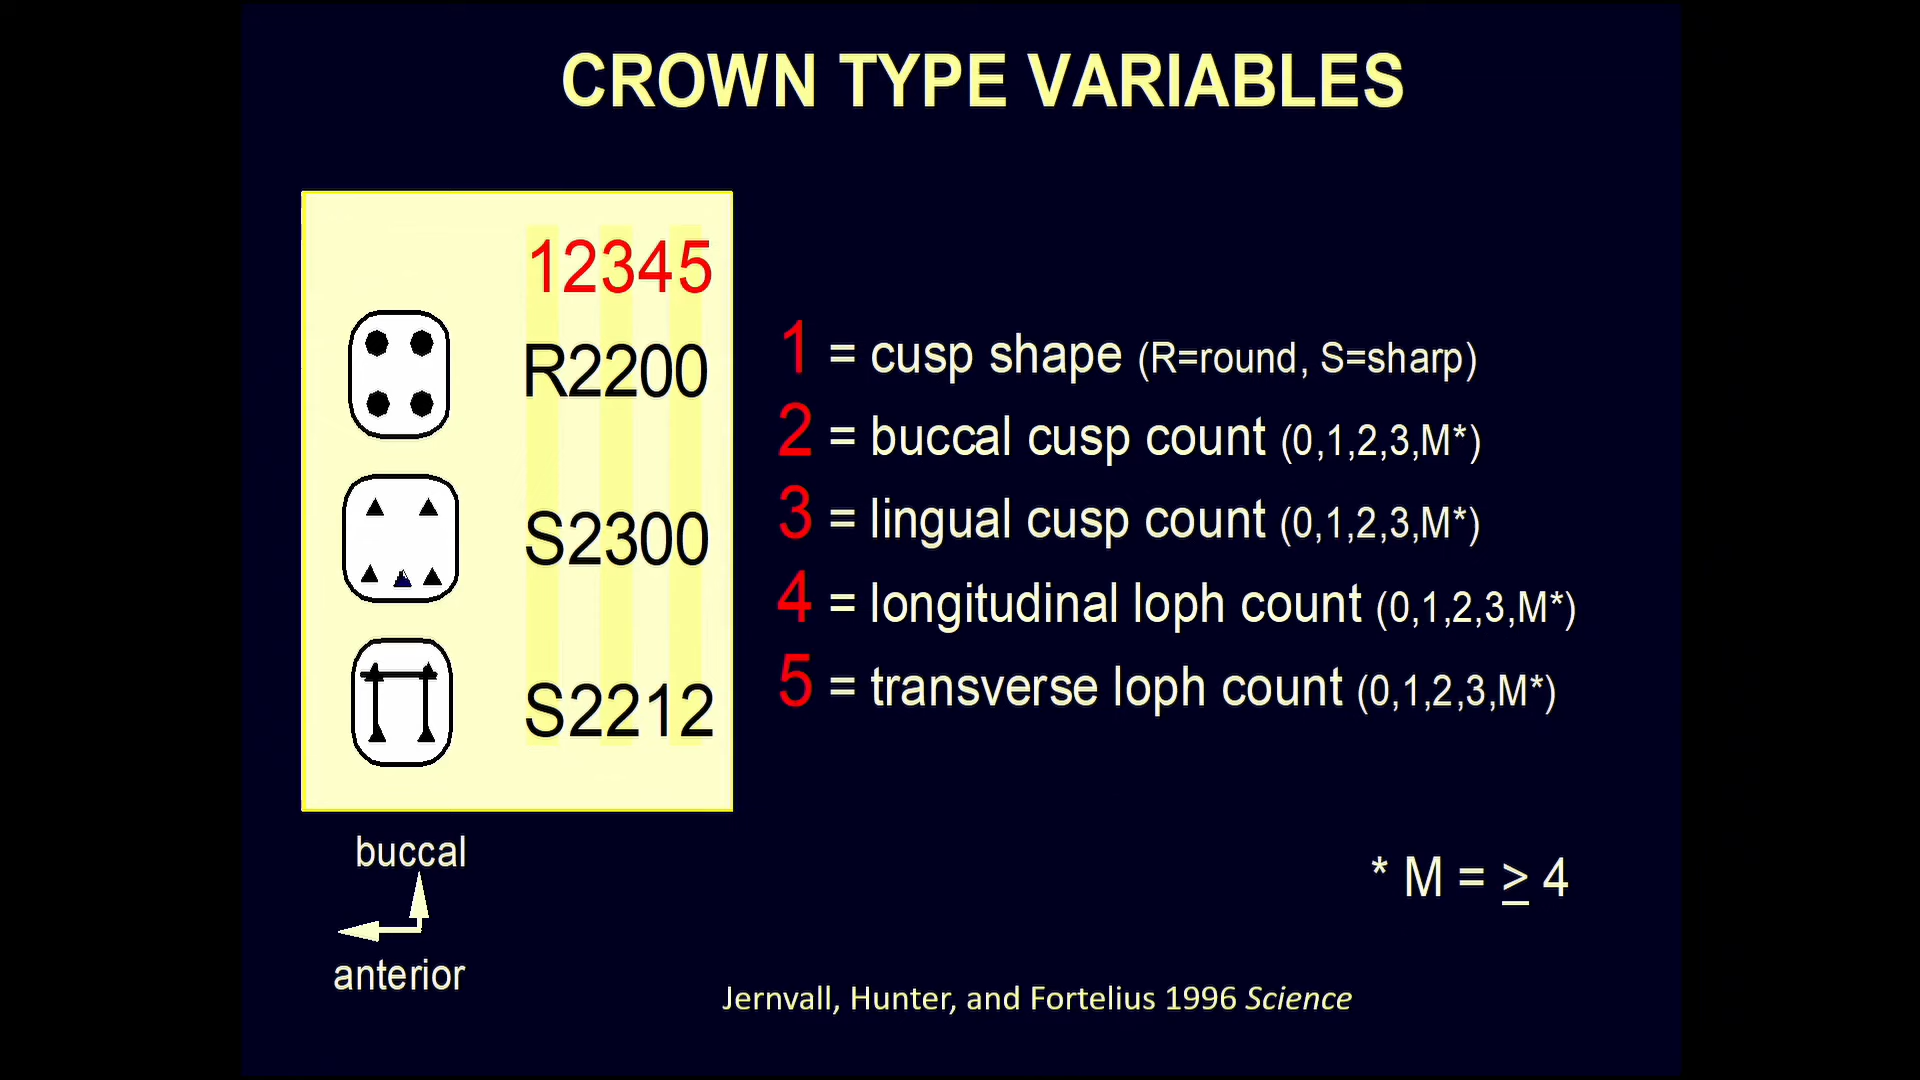 CROWN TYPE VARIABLES
12345
R2200
S2300
S2212
1 = cusp shape (R=round, S=sharp)
2 = buccal cusp count (0,1,2,3,M*)
3 = lingual cusp count (0,1,2,3,M*)
4 = longitudinal loph count (0,1,2,3,M*)
5 = transverse loph count (0,1,2,3,M*)
buccal
anterior
* M = ≥ 4
Jernvall, Hunter, and Fortelius 1996 Science